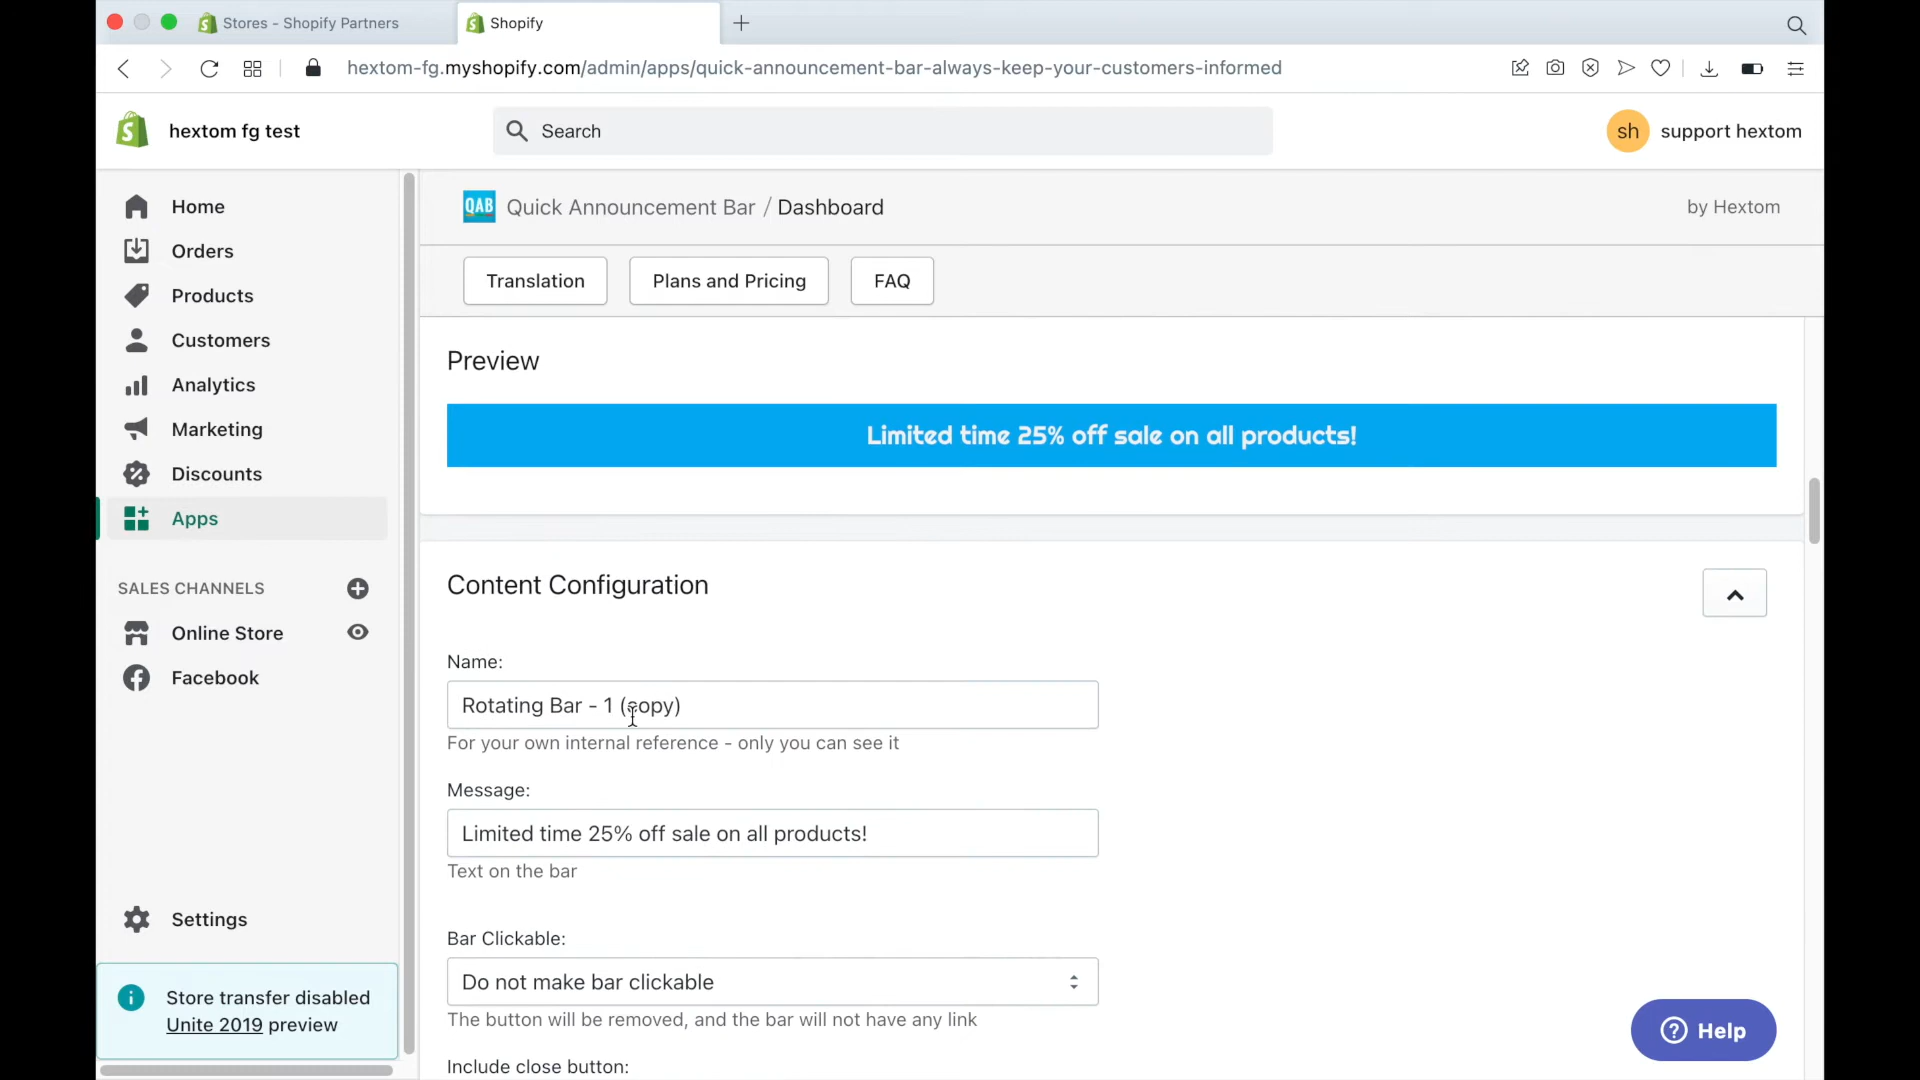 Stores - Shopify Partners
Shopify
hextom-fg.myshopify.com/admin/apps/quick-announcement-bar-always-keep-your-customers-informed
hextom fg test
Search
sh
support hextom
Home
Orders
Products
Customers
Analytics
Marketing
Discounts
Apps
SALES CHANNELS
Online Store
Facebook
Settings
Store transfer disabled
Unite 2019 preview
QAB
Quick Announcement Bar / Dashboard
by Hextom
Translation
Plans and Pricing
FAQ
Preview
Limited time 25% off sale on all products!
Content Configuration
Name:
Rotating Bar - 1 (copy)
For your own internal reference - only you can see it
Message:
Limited time 25% off sale on all products!
Text on the bar
Bar Clickable:
Do not make bar clickable
The button will be removed, and the bar will not have any link
Include close button:
Help